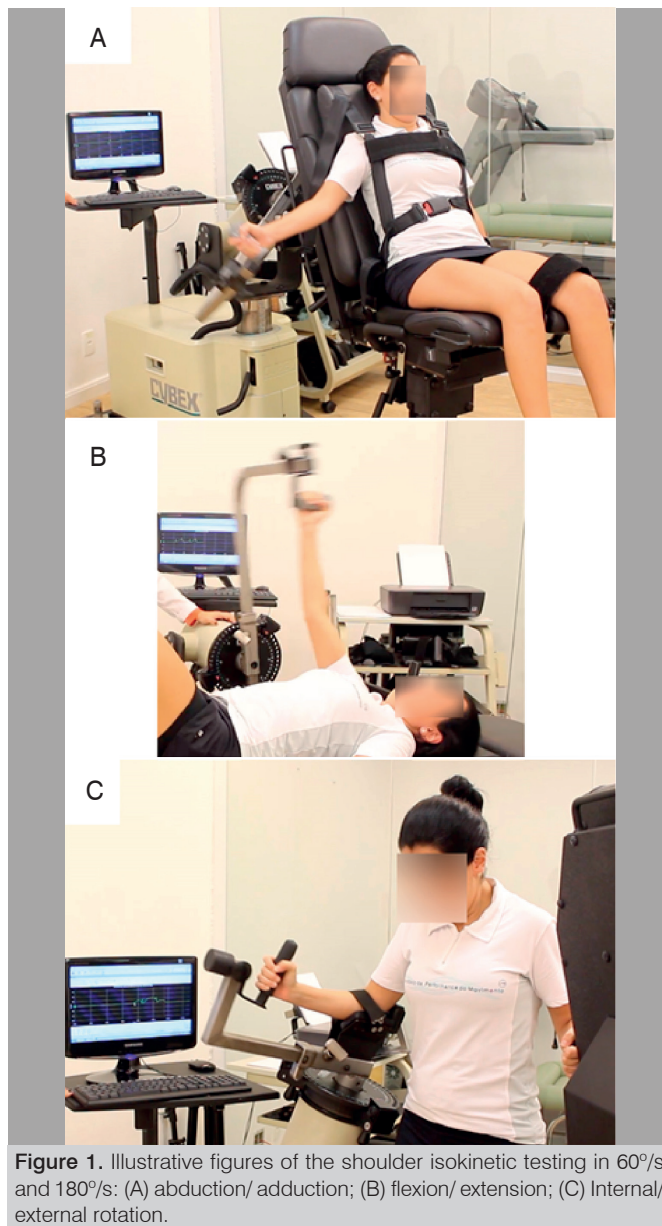 A
CYBEX
B
C
Figure 1. Illustrative figures of the shoulder isokinetic testing in 60º/s
and 180º/s: (A) abduction/ adduction; (B) flexion/ extension; (C) Internal/
external rotation.